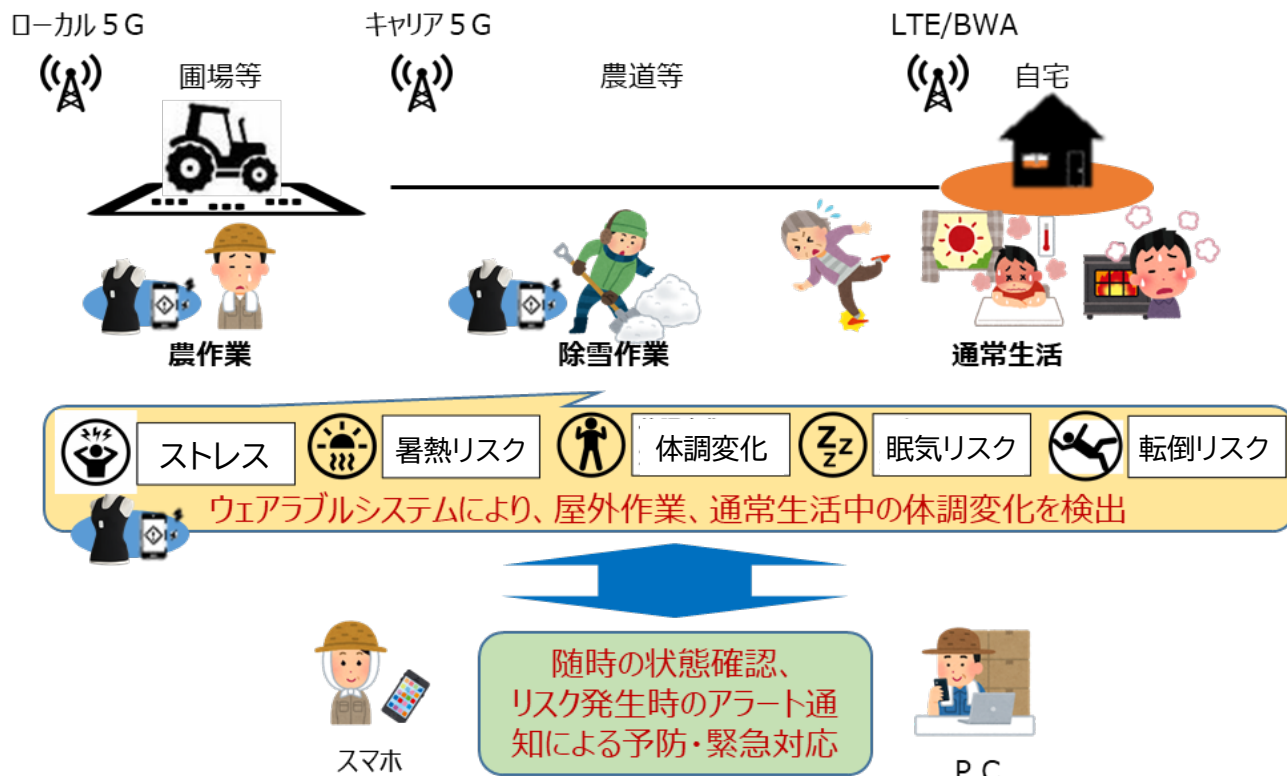 ローカル５G
キャリア５G
LTE/BWA
圃場等
農道等
自宅
農作業
除雪作業
通常生活
ストレス
暑熱リスク
体調変化
眠気リスク
転倒リスク
ウェアラブルシステムにより、屋外作業、通常生活中の体調変化を検出
随時の状態確認、
リスク発生時のアラート通
知による予防・緊急対応
スマホ
ＰＣ